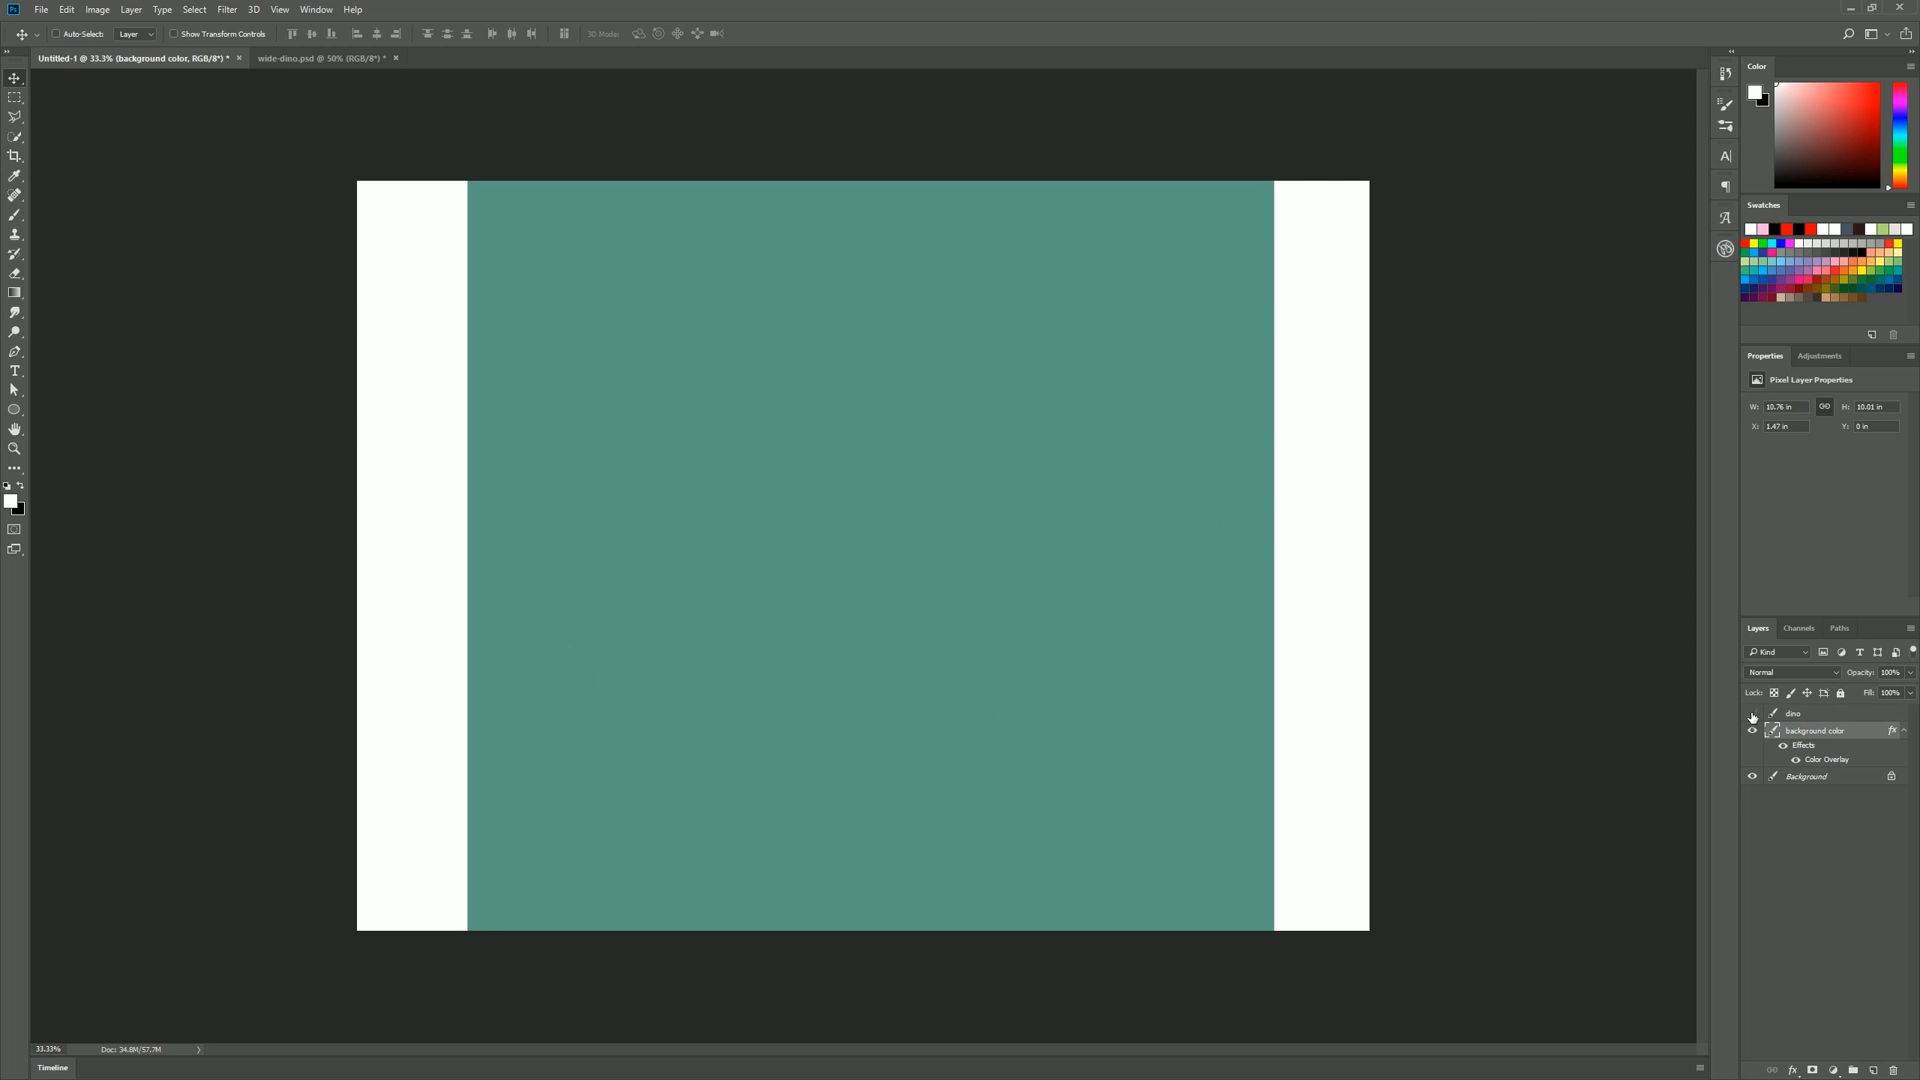 Ps File Edit Image Layer Type Select Filter 3D View Window Help
Auto-Select: Layer Show Transform Controls 3D Mode:
Untitled-1 @ 33.3% (background color, RGB/8*) * × wide-dino.psd @ 50% (RGB/8*) * ×
Color
Swatches
Properties Adjustments
Pixel Layer Properties
W: 10.76 in H: 10.01 in
X: 1.47 in Y: 0 in
Layers Channels Paths
Kind
Normal Opacity: 100%
Lock: Fill: 100%
dino
background color fx
Effects
Color Overlay
Background
33.33% Doc: 34.8M/57.7M
Timeline
fx